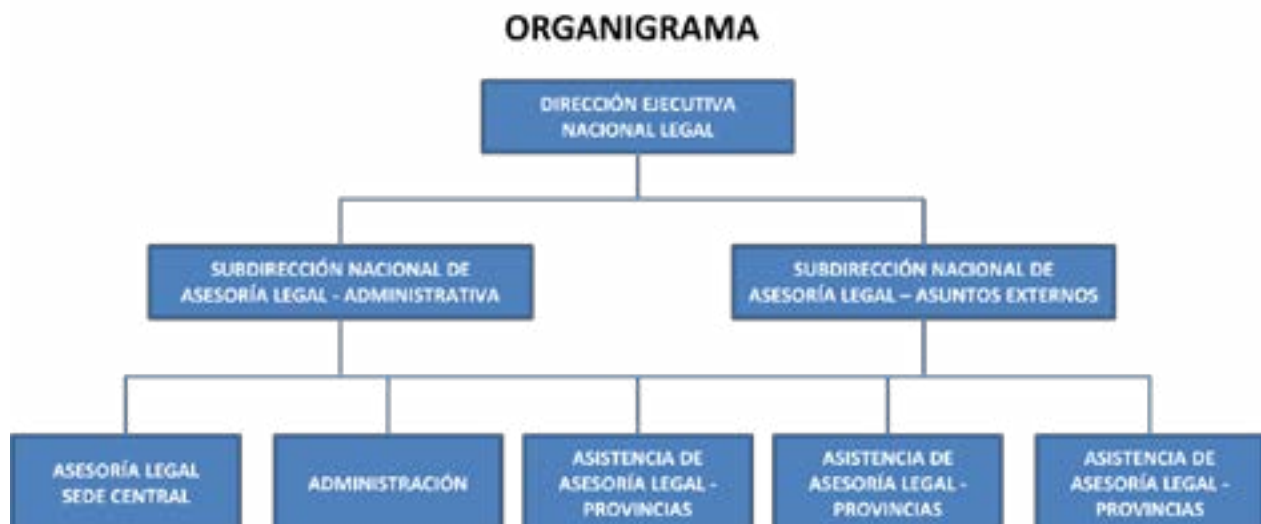 ORGANIGRAMA
DIRECCIÓN EJECUTIVA
NACIONAL LEGAL
SUBDIRECCIÓN NACIONAL DE
ASESORÍA LEGAL - ADMINISTRATIVA
SUBDIRECCIÓN NACIONAL DE
ASESORÍA LEGAL – ASUNTOS EXTERNOS
ASESORÍA LEGAL
SEDE CENTRAL
ADMINISTRACIÓN
ASISTENCIA DE
ASESORÍA LEGAL -
PROVINCIAS
ASISTENCIA DE
ASESORÍA LEGAL -
PROVINCIAS
ASISTENCIA DE
ASESORÍA LEGAL -
PROVINCIAS